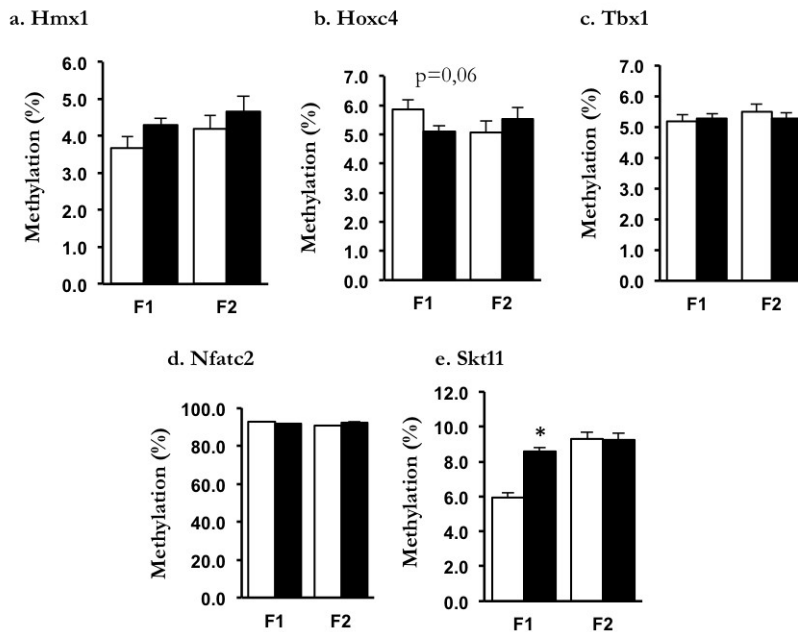 a. Hmx1
Methylation (%)
6.0
5.0
4.0
3.0
2.0
1.0
0.0
F1 F2
b. Hoxc4
p=0,06
Methylation (%)
7.0
6.0
5.0
4.0
3.0
2.0
1.0
0.0
F1 F2
c. Tbx1
Methylation (%)
7.0
6.0
5.0
4.0
3.0
2.0
1.0
0.0
F1 F2
d. Nfatc2
Methylation (%)
100.0
80.0
60.0
40.0
20.0
0.0
F1 F2
e. Skt11
Methylation (%)
12.0
10.0
8.0
6.0
4.0
2.0
0.0
*
F1 F2